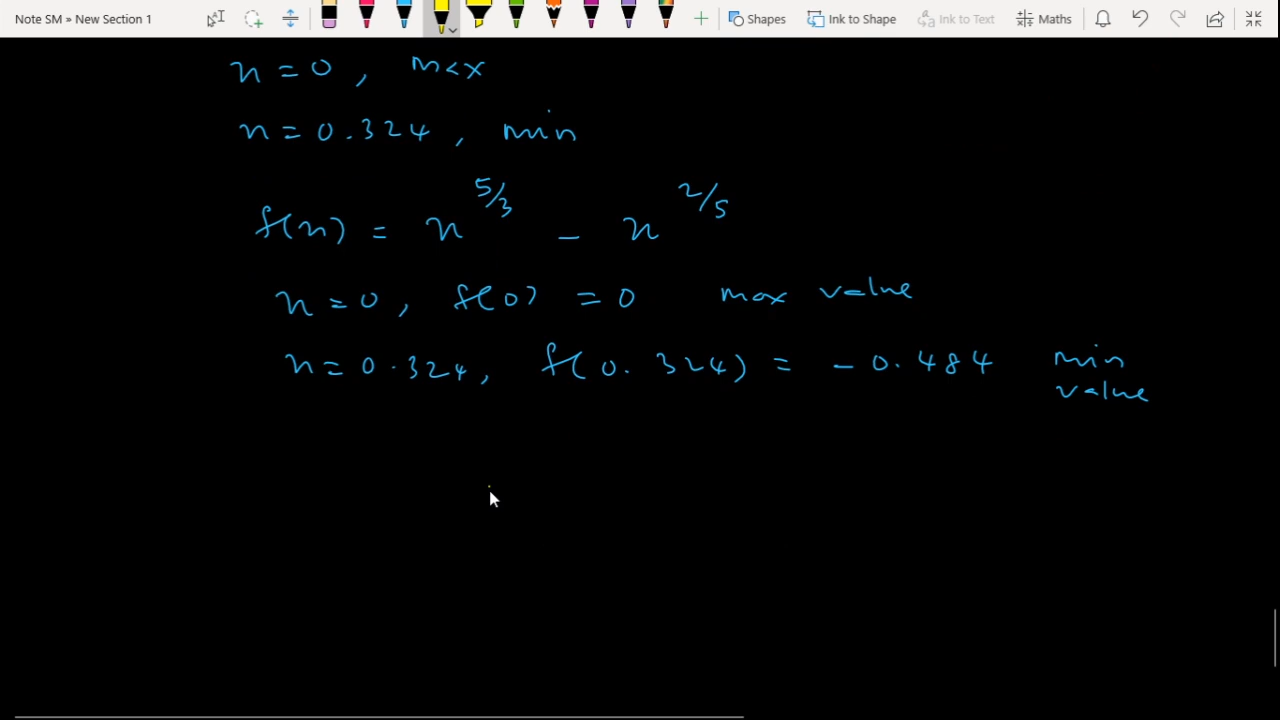 Note SM » New Section 1 Shapes Ink to Shape Ink to Text Maths
x = 0 , max
x = 0.324 , min
f(x) = x^{5/3} - x^{2/5}
x = 0 , f(0) = 0 max value
x = 0.324, f(0.324) = - 0.484 min value